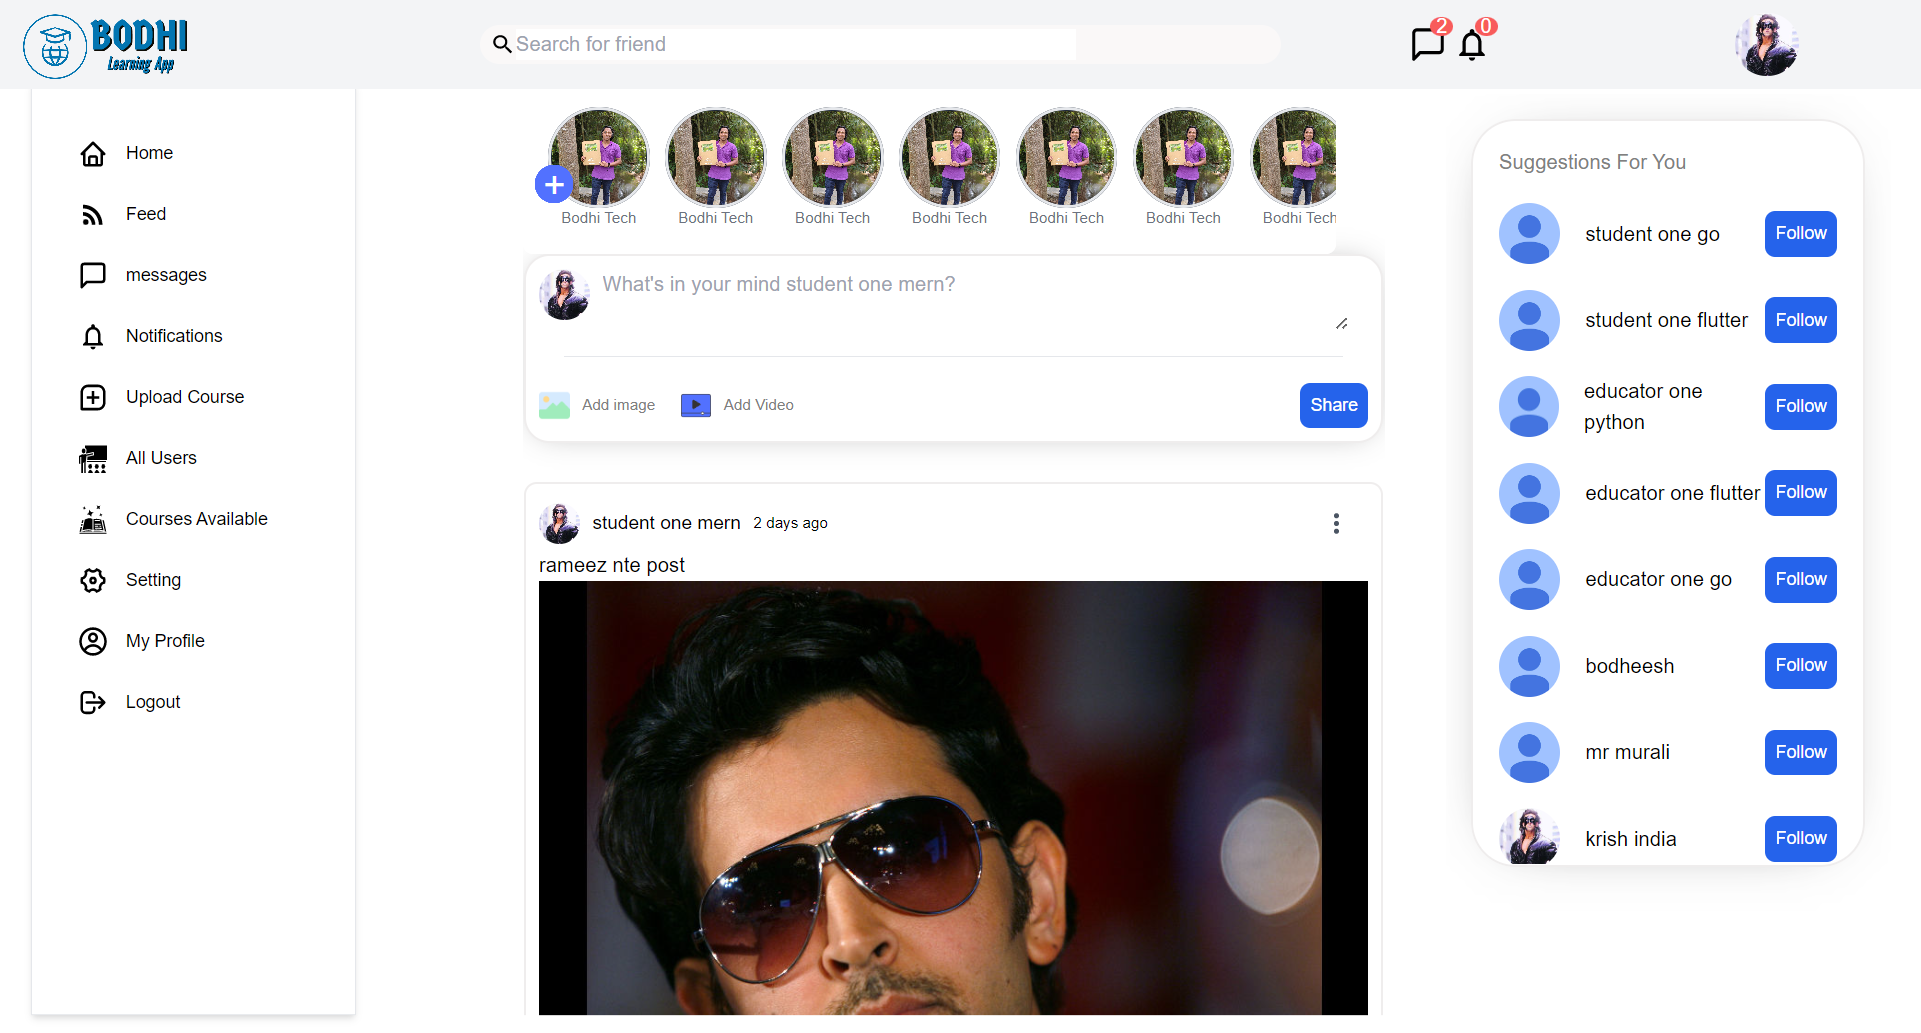 BODHI
Learning App
Search for friend
2
0
Home
Feed
messages
Notifications
Upload Course
All Users
Courses Available
Setting
My Profile
Logout
Bodhi Tech
Bodhi Tech
Bodhi Tech
Bodhi Tech
Bodhi Tech
Bodhi Tech
Bodhi Tech
What's in your mind student one mern?
Add image
Add Video
Share
student one mern 2 days ago
rameez nte post
Suggestions For You
student one go
Follow
student one flutter
Follow
educator one
python
Follow
educator one flutter
Follow
educator one go
Follow
bodheesh
Follow
mr murali
Follow
krish india
Follow